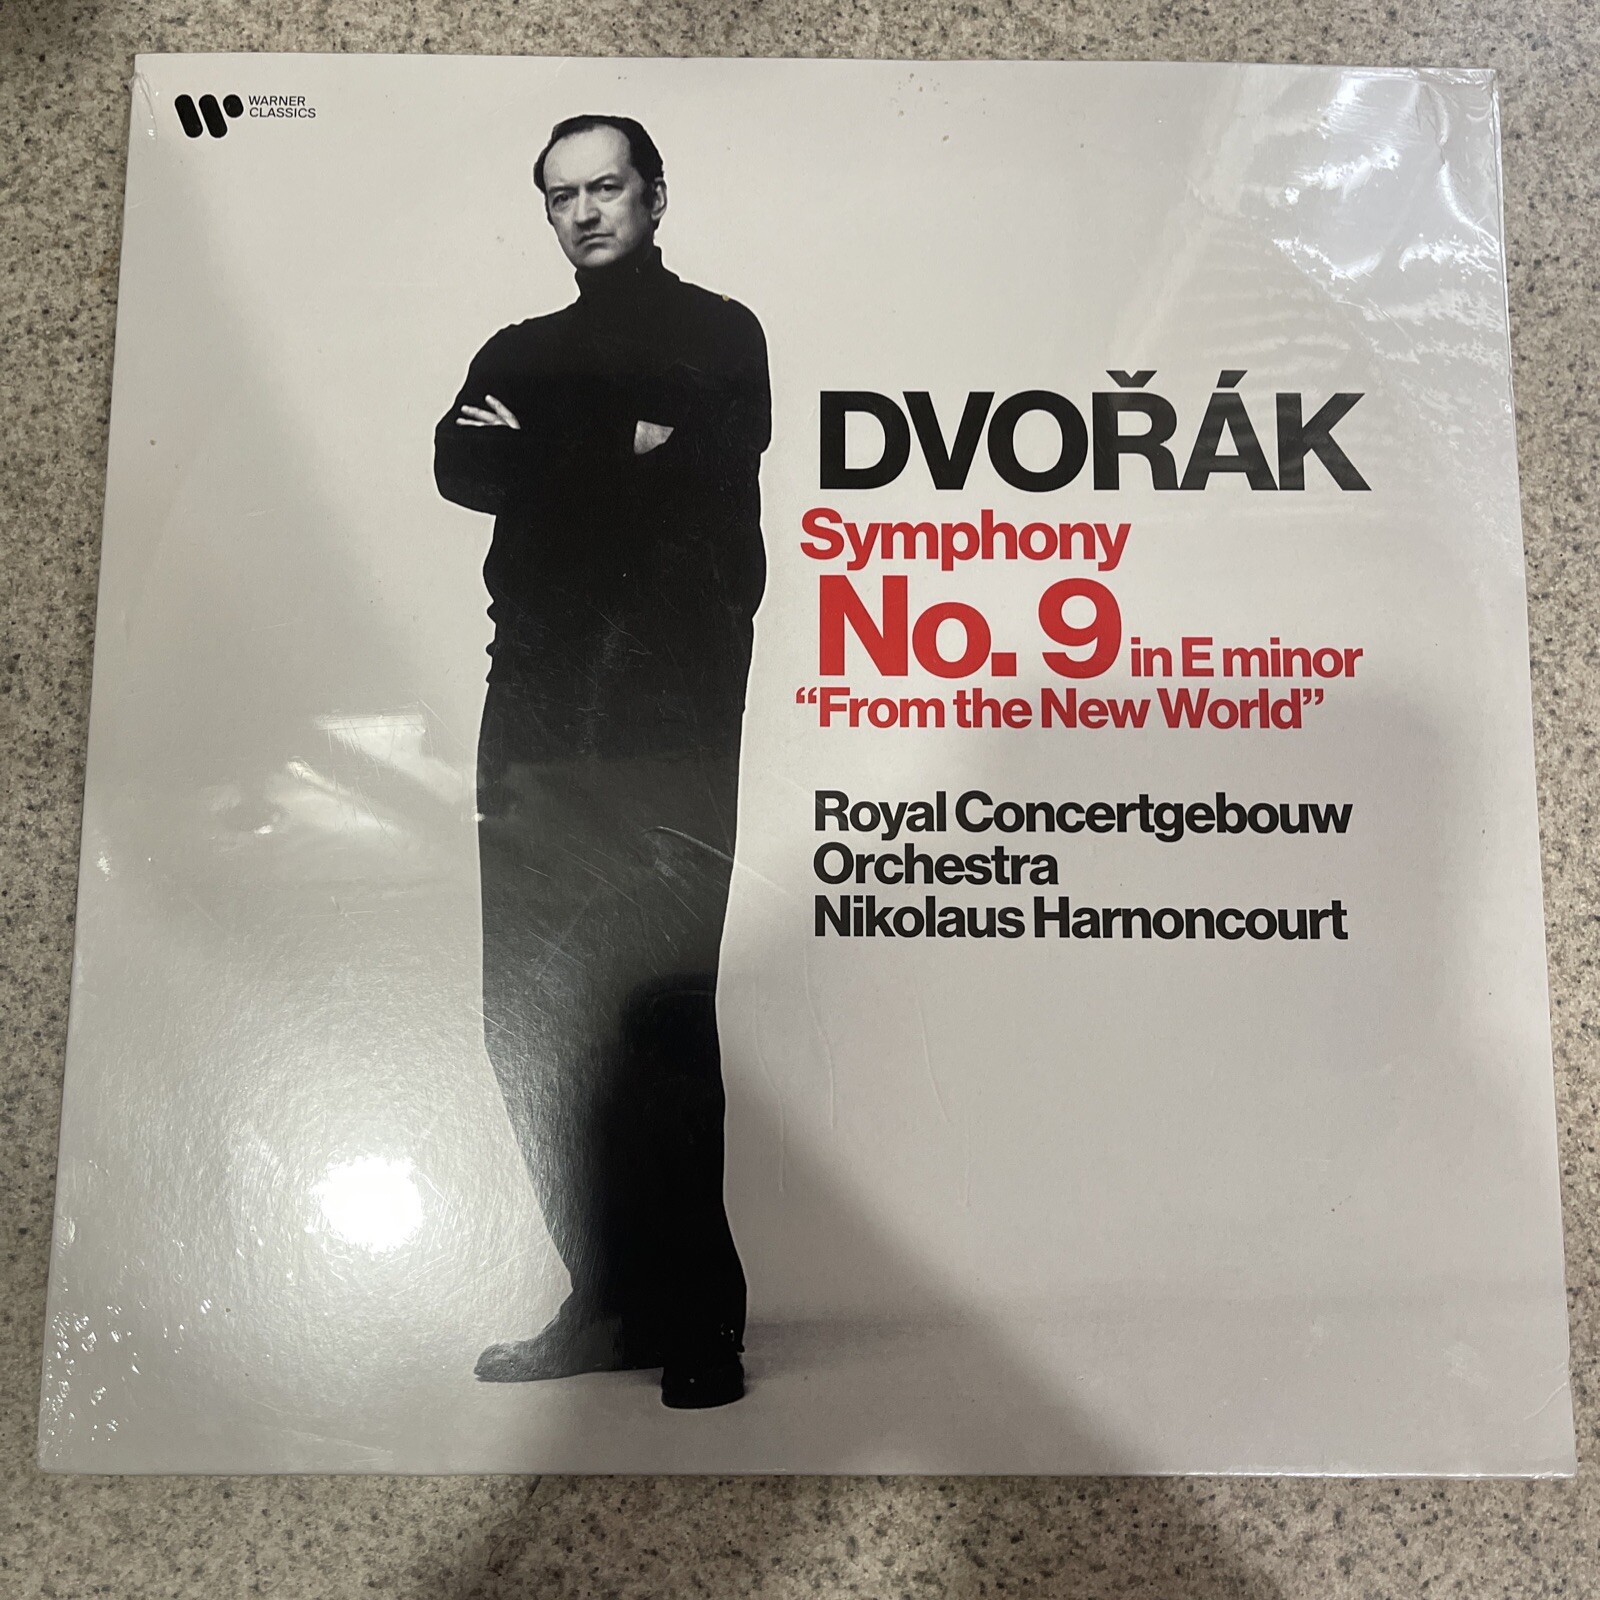 WARNER
CLASSICS
DVOŘÁK
Symphony
No. 9 in E minor
“From the New World”
Royal Concertgebouw
Orchestra
Nikolaus Harnoncourt